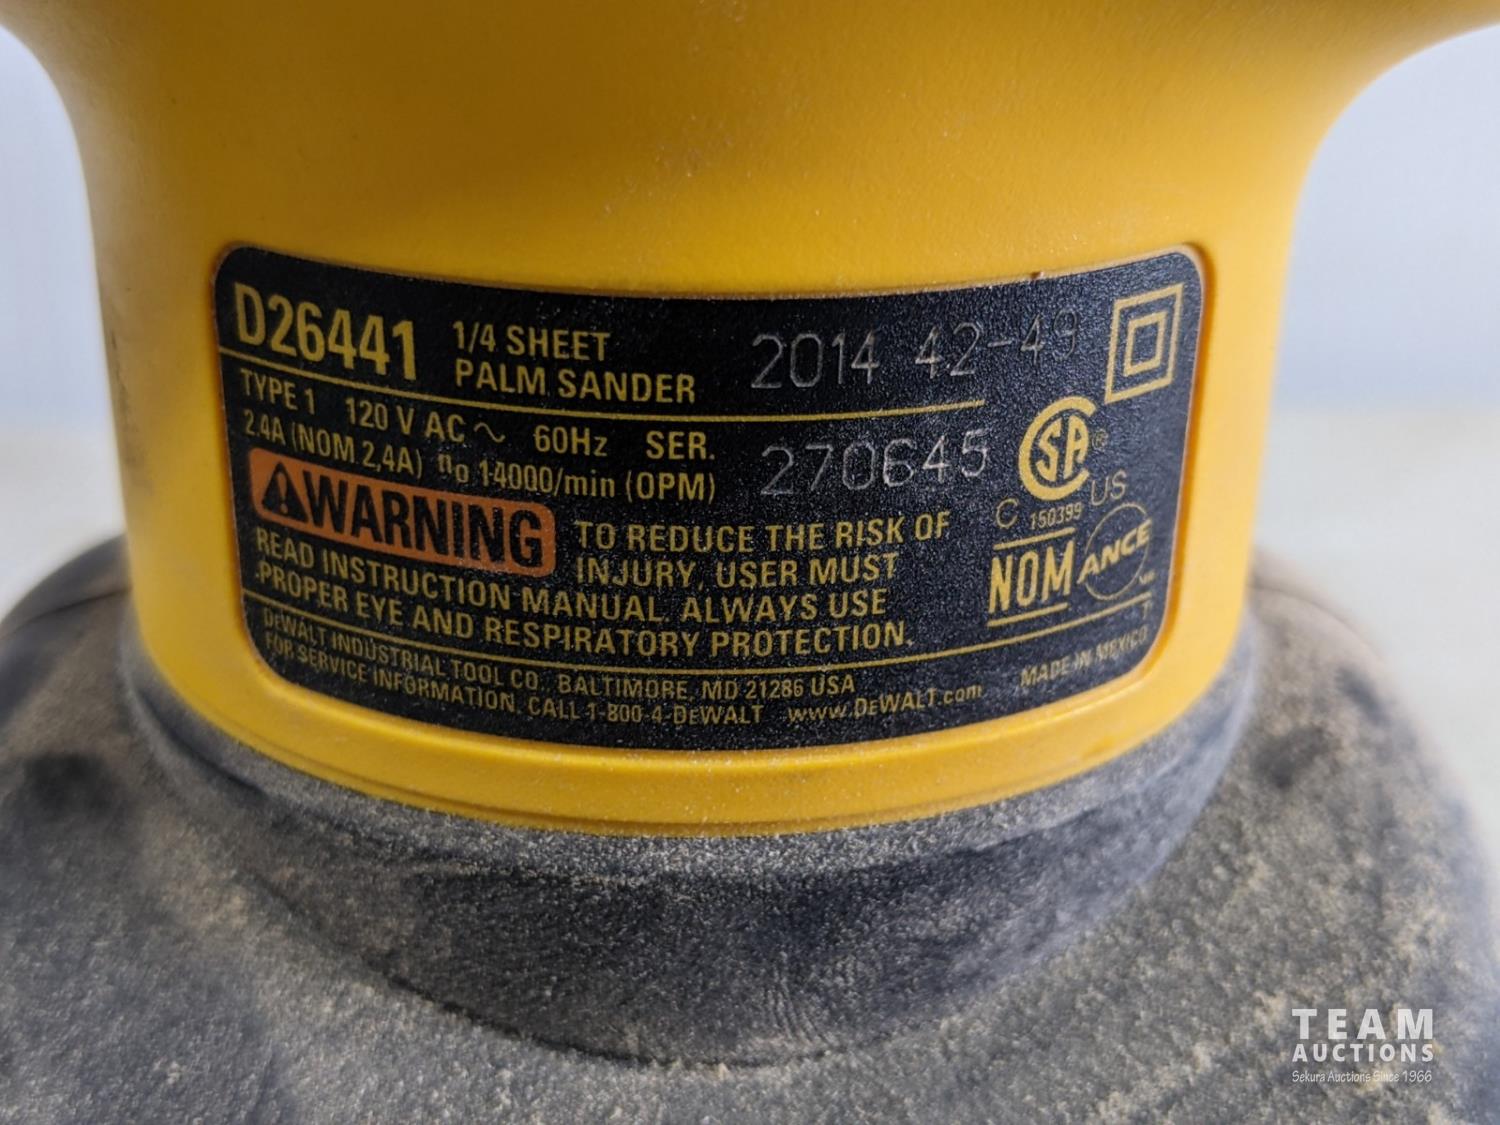 D26441 1/4 SHEET PALM SANDER 2014 42-49
TYPE 1 120 V AC ~ 60Hz SER. 270645
2.4A (NOM 2,4A) n₀ 14000/min (OPM)
CSA® C US
150399
NOM ANCE
WARNING TO REDUCE THE RISK OF
INJURY, USER MUST
READ INSTRUCTION MANUAL. ALWAYS USE
PROPER EYE AND RESPIRATORY PROTECTION.
DEWALT INDUSTRIAL TOOL CO., BALTIMORE, MD 21286 USA
FOR SERVICE INFORMATION, CALL 1-800-4-DEWALT www.DEWALT.com MADE IN MEXICO
TEAM
AUCTIONS
Sekura Auctions Since 1966